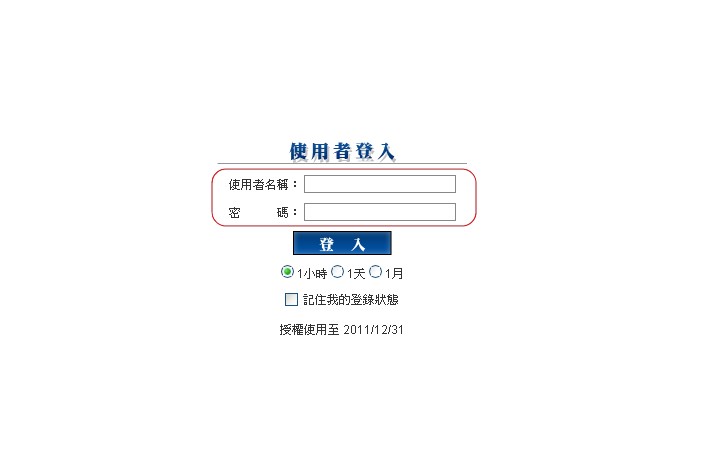 使用者登入
使用者名稱：
密　　　碼：
登　入
1小時 1天 1月
記住我的登錄狀態
授權使用至 2011/12/31